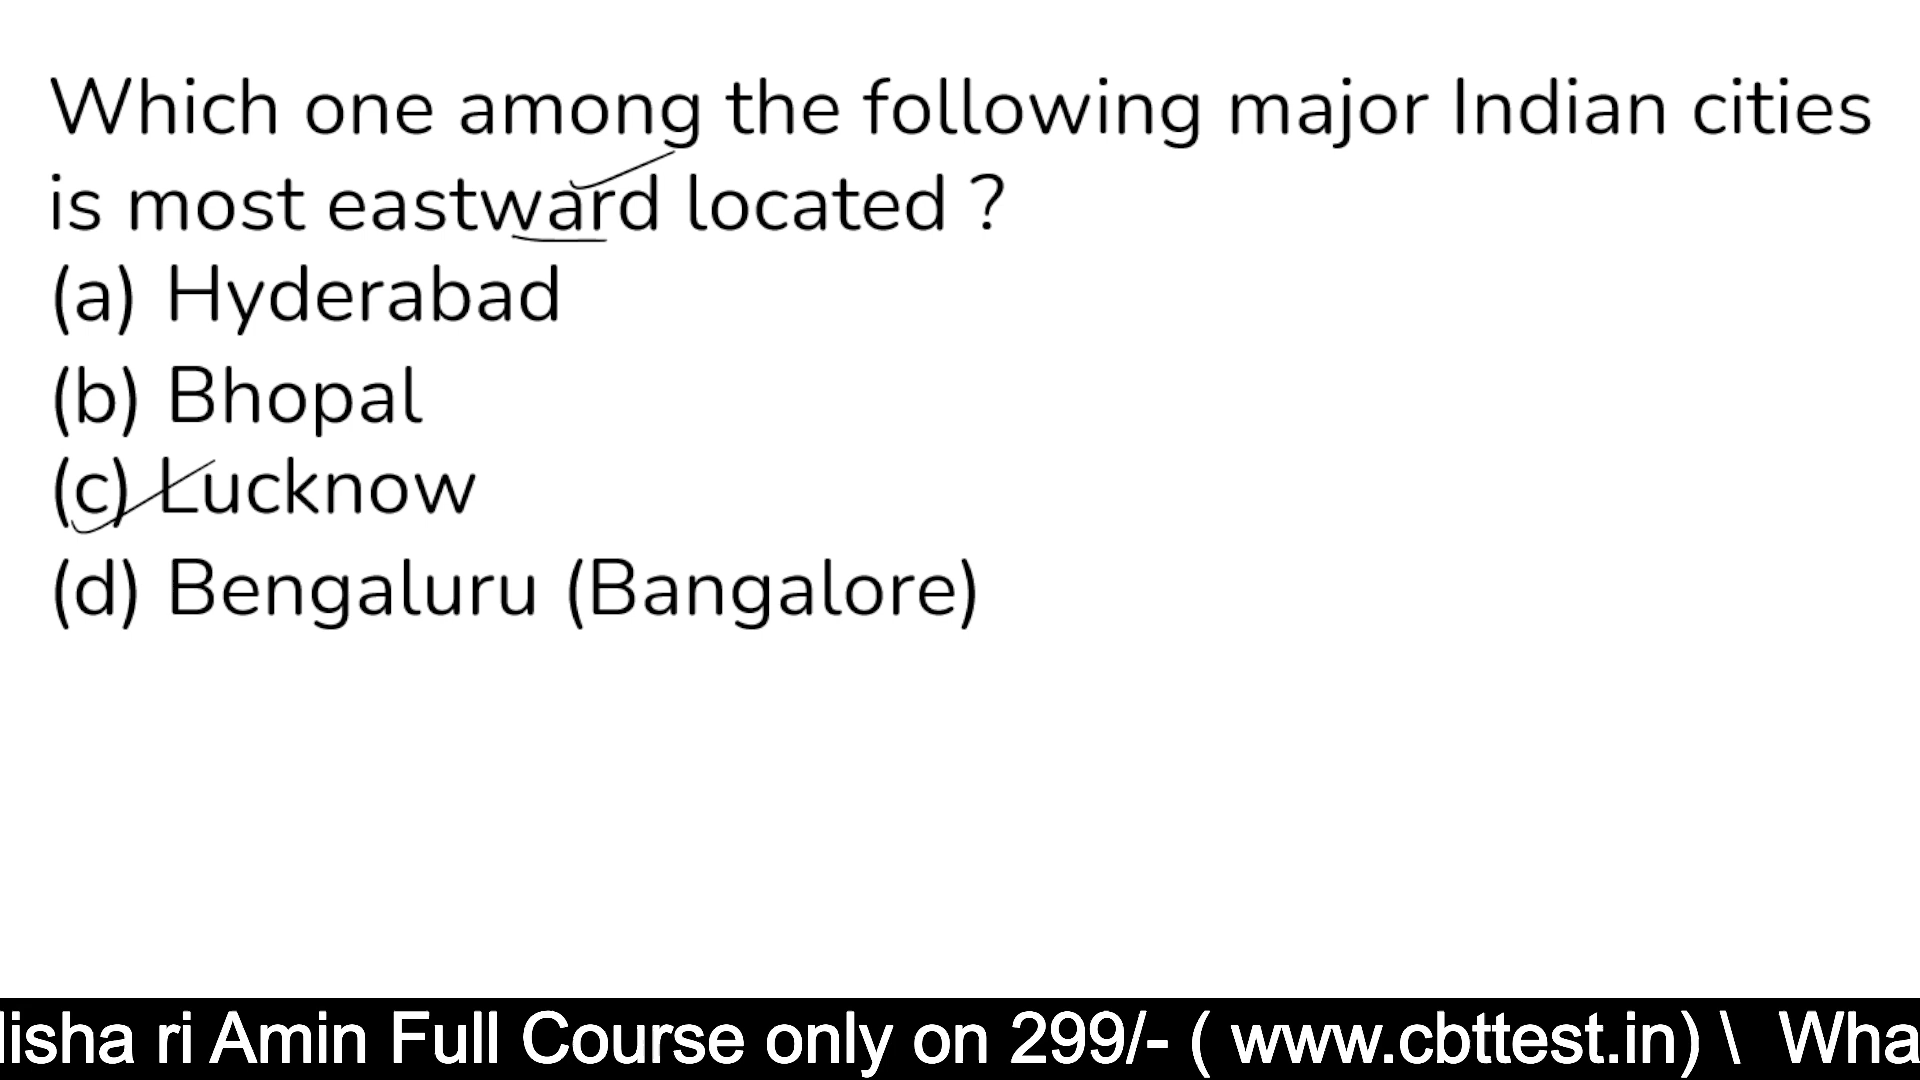 Which one among the following major Indian cities
is most eastward located ?
(a) Hyderabad
(b) Bhopal
(c) Lucknow
(d) Bengaluru (Bangalore)
isha ri Amin Full Course only on 299/- ( www.cbttest.in) \ Wha